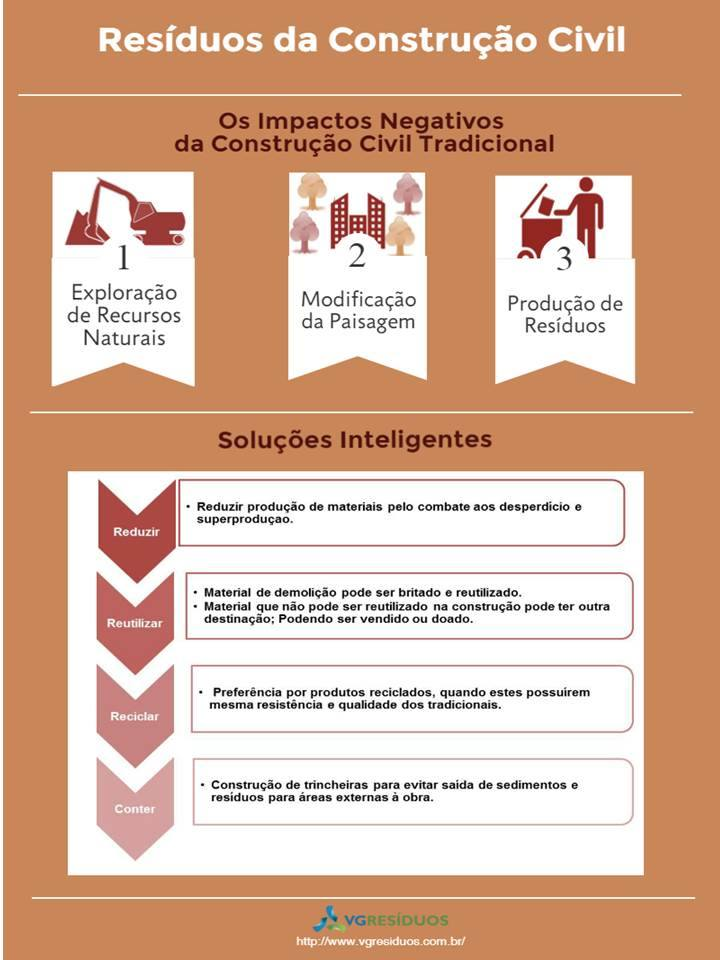 Resíduos da Construção Civil
Os Impactos Negativos
da Construção Civil Tradicional
1
Exploração
de Recursos
Naturais
2
Modificação
da Paisagem
3
Produção de
Resíduos
Soluções Inteligentes
Reduzir
• Reduzir produção de materiais pelo combate aos desperdício e
superproduçao.
Reutilizar
• Material de demolição pode ser britado e reutilizado.
• Material que não pode ser reutilizado na construção pode ter outra
destinação; Podendo ser vendido ou doado.
Reciclar
• Preferência por produtos reciclados, quando estes possuírem
mesma resistência e qualidade dos tradicionais.
Conter
• Construção de trincheiras para evitar saída de sedimentos e
resíduos para áreas externas à obra.
VGRESÍDUOS
http://www.vgresiduos.com.br/